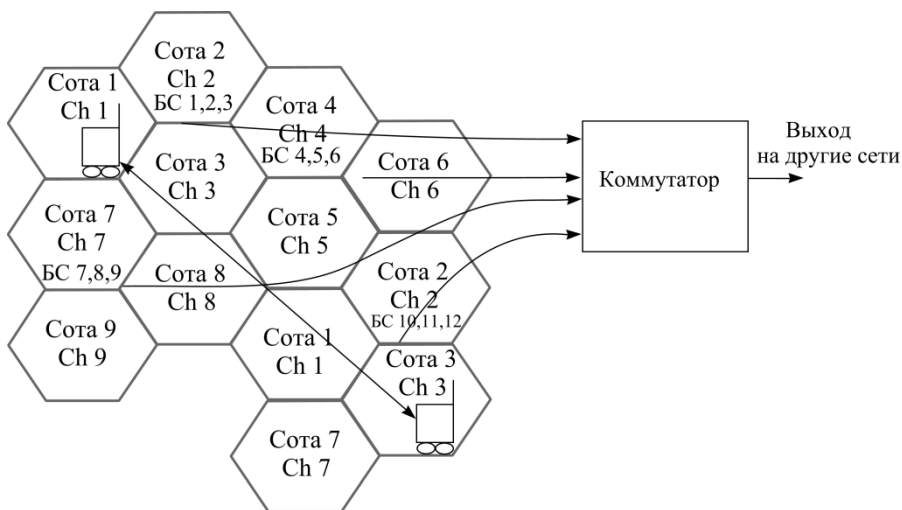 Сота 2
Ch 2
БС 1,2,3
Сота 1
Ch 1
Сота 4
Ch 4
БС 4,5,6
Сота 3
Ch 3
Сота 6
Ch 6
Коммутатор
Выход
на другие сети
Сота 7
Ch 7
БС 7,8,9
Сота 5
Ch 5
Сота 8
Ch 8
Сота 2
Ch 2
БС 10,11,12
Сота 9
Ch 9
Сота 1
Ch 1
Сота 3
Ch 3
Сота 7
Ch 7